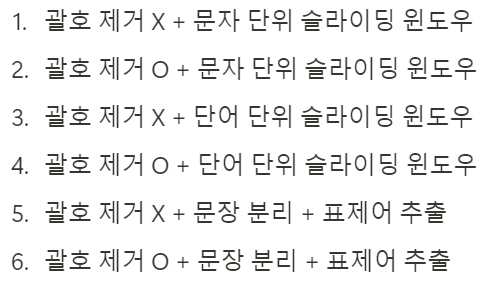 1. 괄호 제거 X + 문자 단위 슬라이딩 윈도우
2. 괄호 제거 O + 문자 단위 슬라이딩 윈도우
3. 괄호 제거 X + 단어 단위 슬라이딩 윈도우
4. 괄호 제거 O + 단어 단위 슬라이딩 윈도우
5. 괄호 제거 X + 문장 분리 + 표제어 추출
6. 괄호 제거 O + 문장 분리 + 표제어 추출